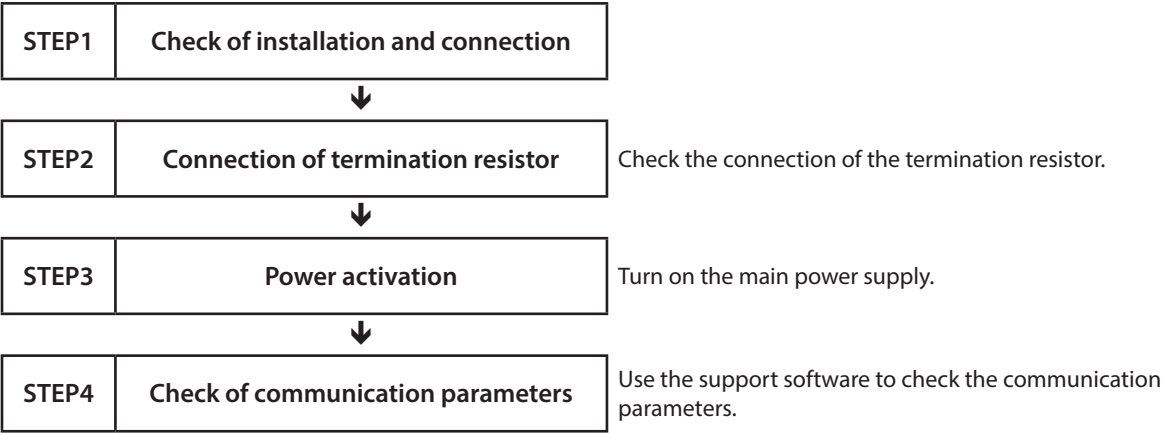 STEP1 Check of installation and connection
STEP2 Connection of termination resistor Check the connection of the termination resistor.
STEP3 Power activation Turn on the main power supply.
STEP4 Check of communication parameters Use the support software to check the communication
parameters.